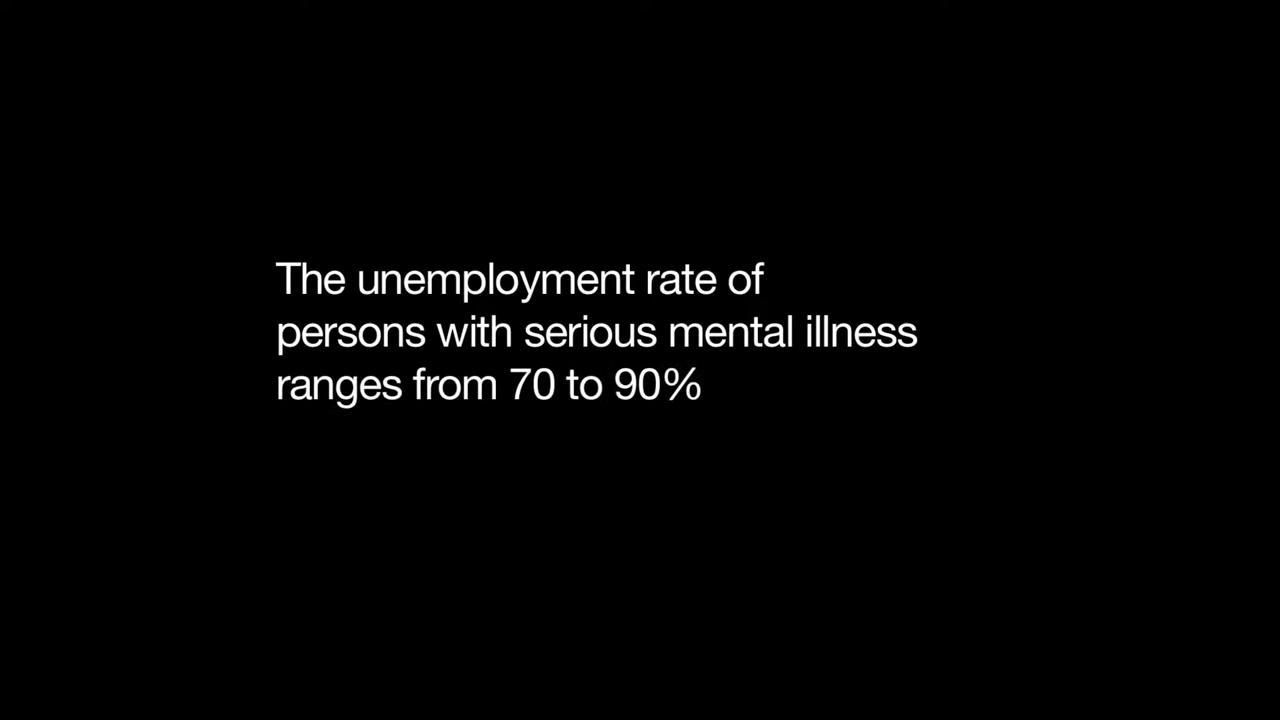 The unemployment rate of
persons with serious mental illness
ranges from 70 to 90%